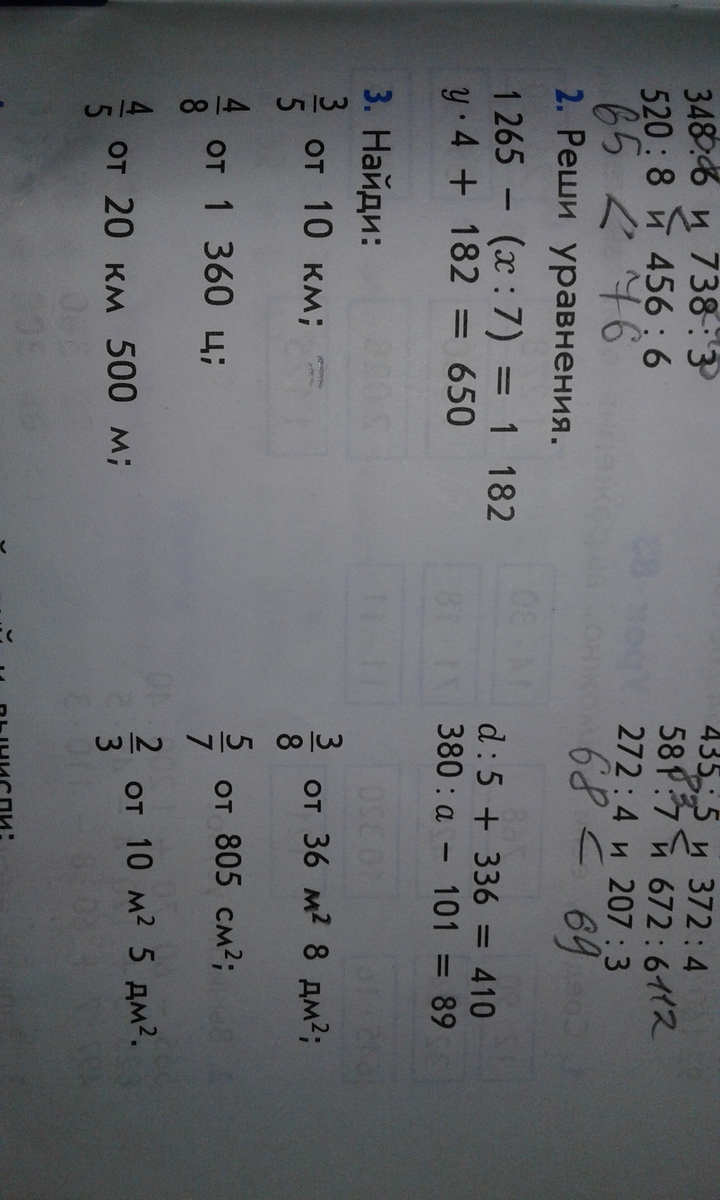 348 : 6 и 738 : 3
<
435 : 5 и 372 : 4
520 : 8 и 456 : 6
581 : 7 и 672 : 6 112
83 <
65 < 76
272 : 4 и 207 : 3
68 < 69
2. Реши уравнения.
1 265 − (x : 7) = 1 182
d : 5 + 336 = 410
y · 4 + 182 = 650
380 : a − 101 = 89
3. Найди:
3/5 от 10 км;
3/8 от 36 м² 8 дм²;
4/8 от 1 360 ц;
5/7 от 805 см²;
4/5 от 20 км 500 м;
2/3 от 10 м² 5 дм².
и вычисли: